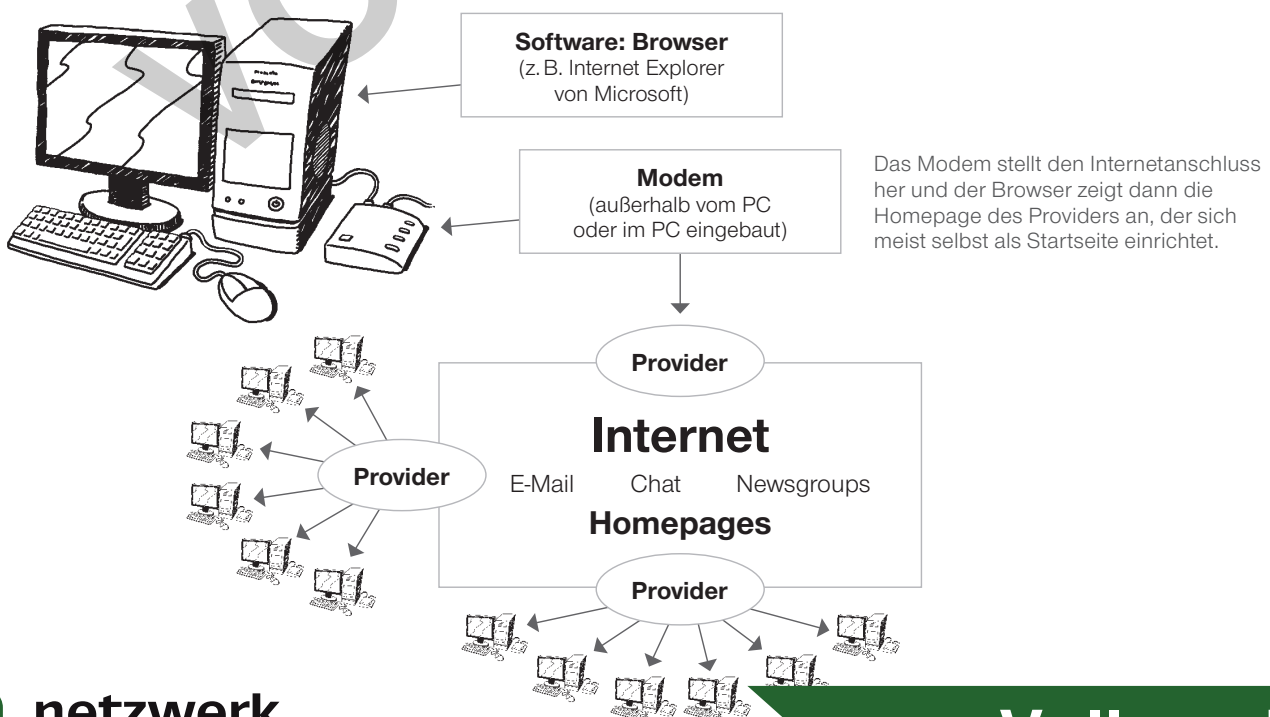 Software: Browser
(z. B. Internet Explorer
von Microsoft)
Modem
(außerhalb vom PC
oder im PC eingebaut)
Das Modem stellt den Internetanschluss
her und der Browser zeigt dann die
Homepage des Providers an, der sich
meist selbst als Startseite einrichtet.
Provider
Internet
Provider
E-Mail Chat Newsgroups
Homepages
Provider
netzwerk